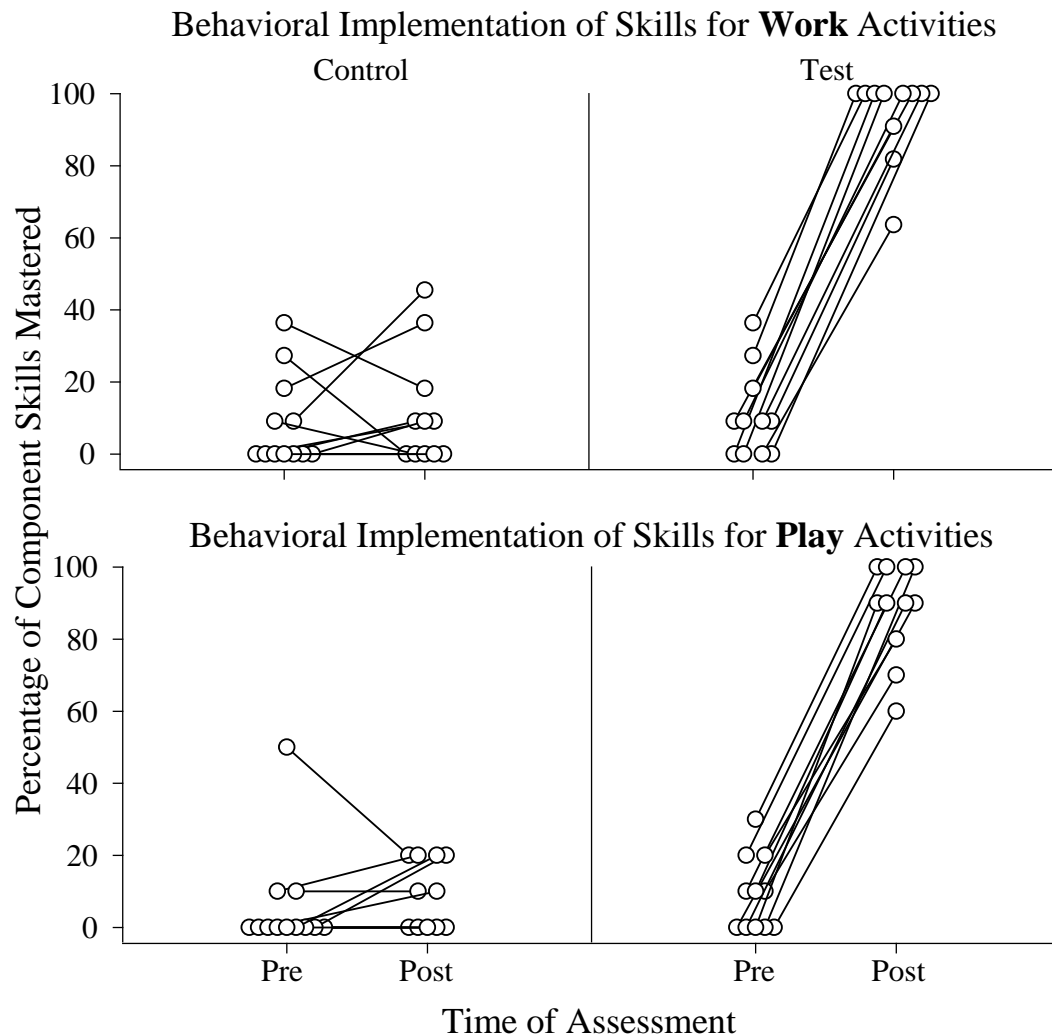 Behavioral Implementation of Skills for Work Activities
Control
Test
100
80
60
40
20
0
Percentage of Component Skills Mastered
Behavioral Implementation of Skills for Play Activities
100
80
60
40
20
0
Pre
Post
Pre
Post
Time of Assessment